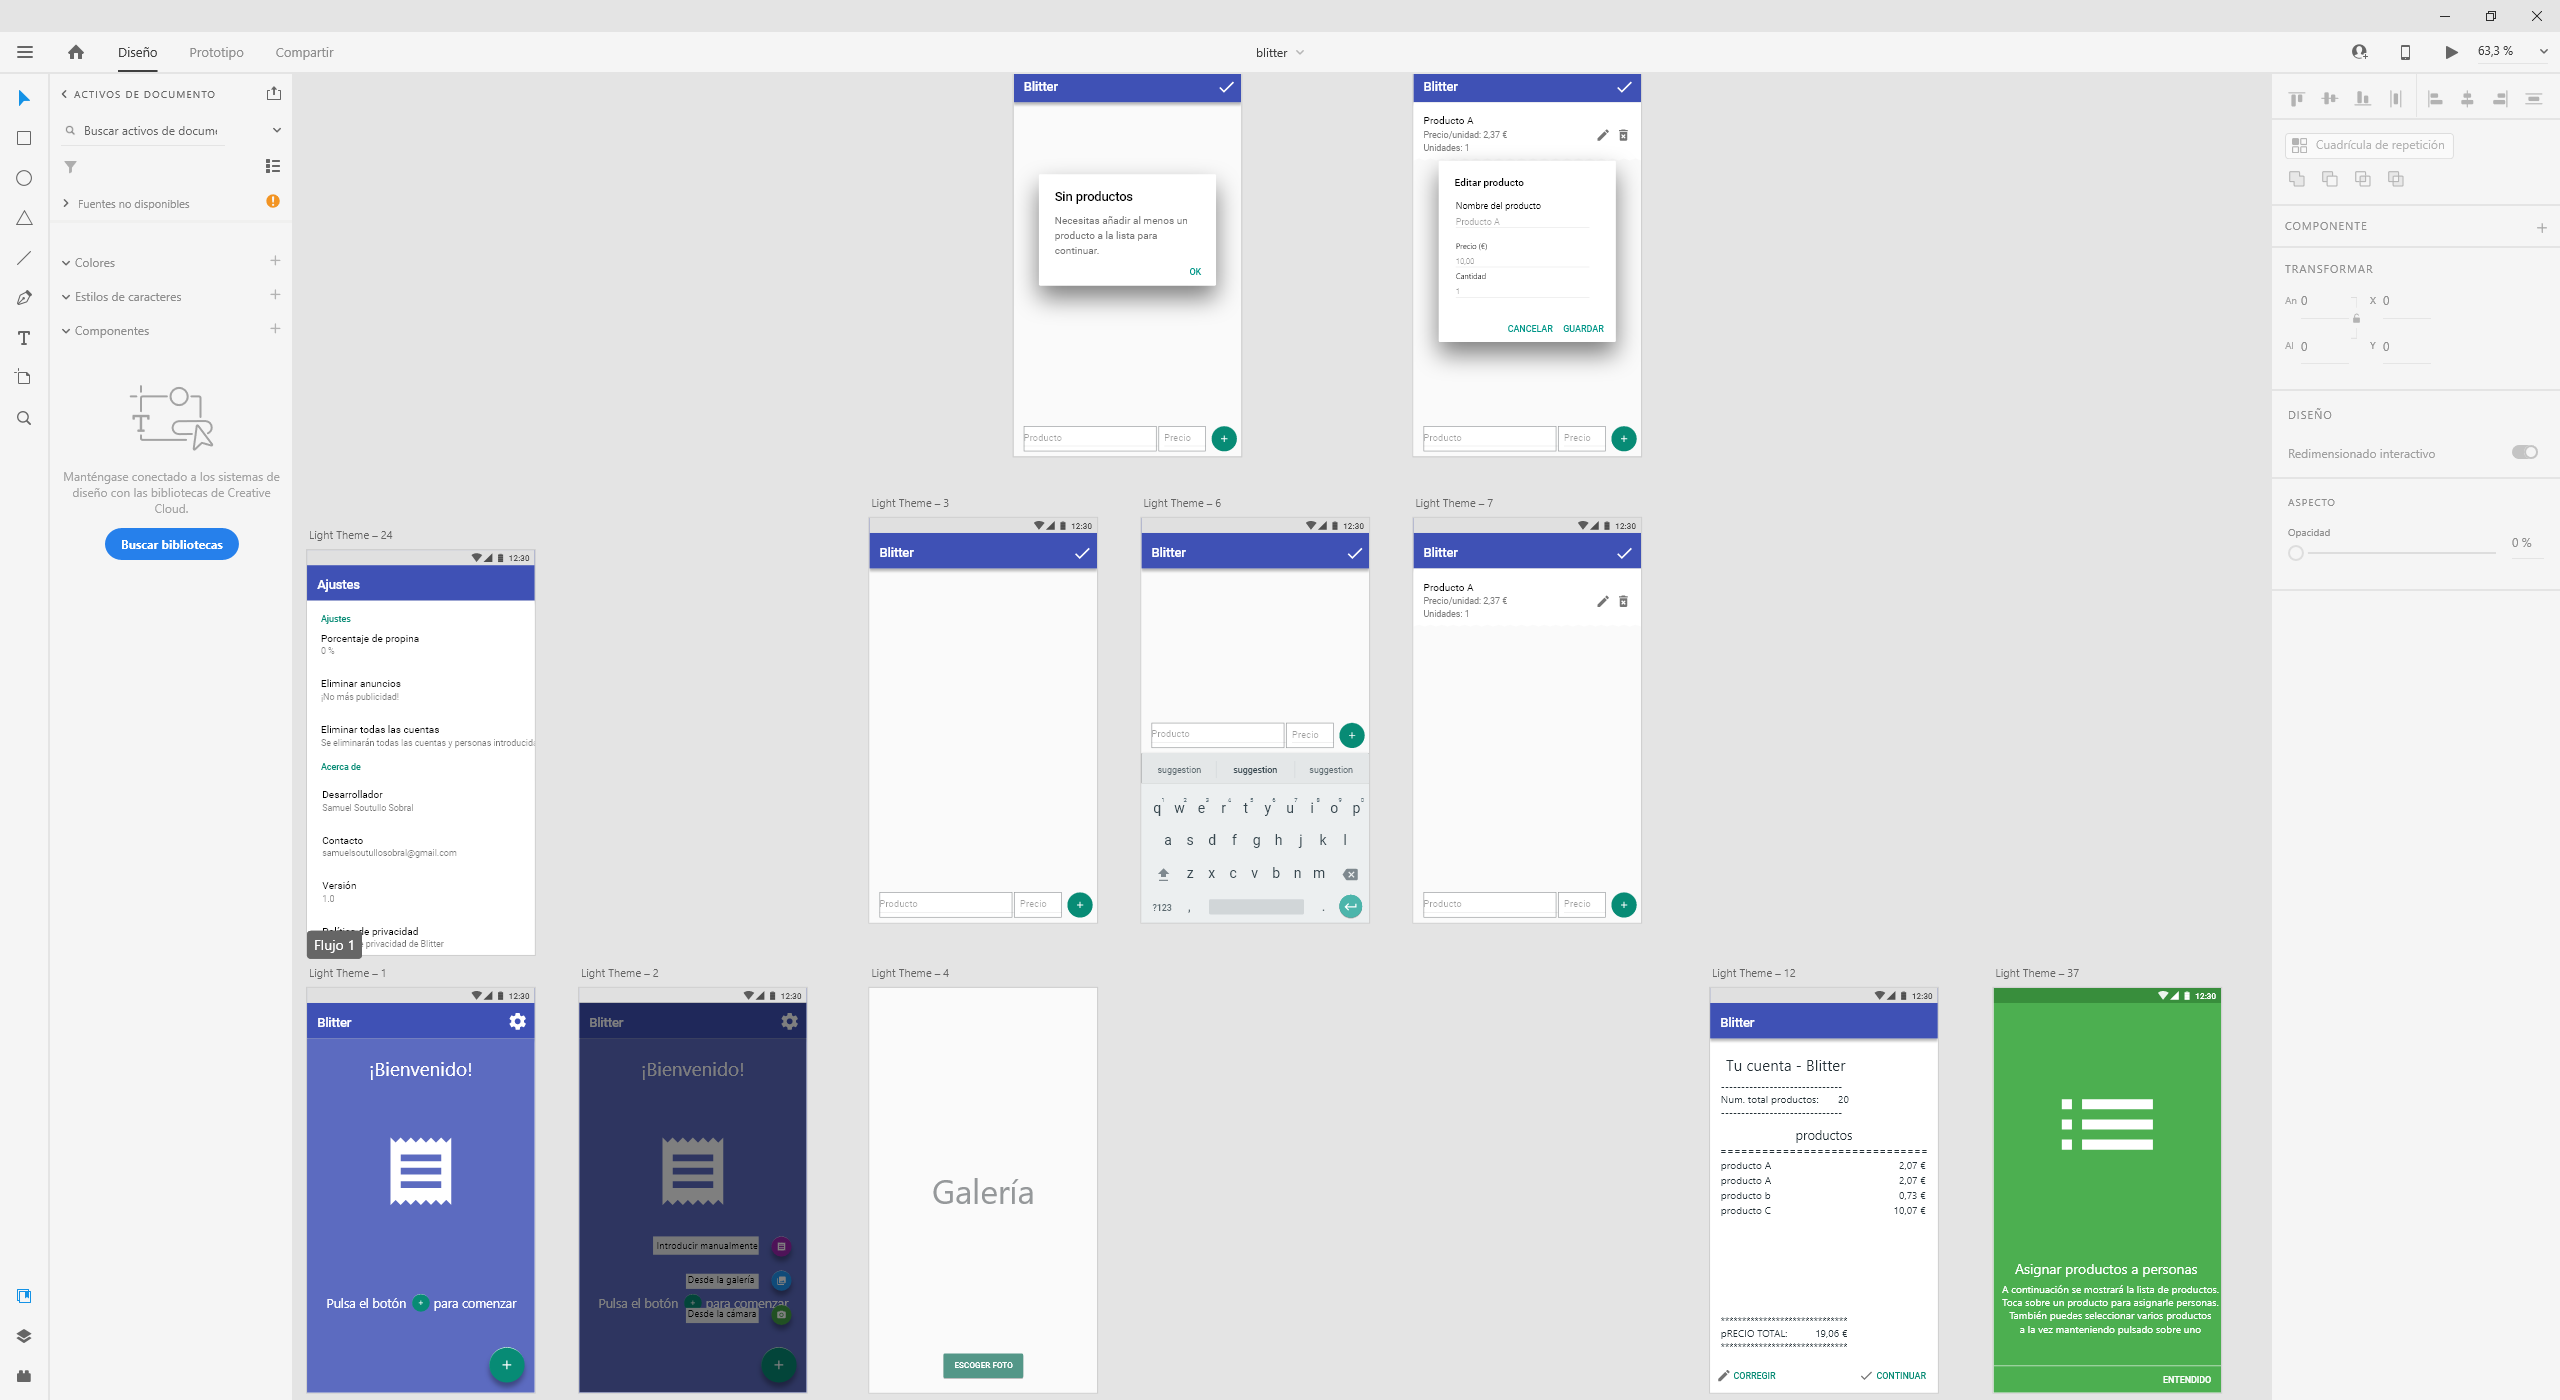 Diseño
Prototipo
Compartir
blitter
63,3 %
ACTIVOS DE DOCUMENTO
Buscar activos de docume
Fuentes no disponibles
Colores
Estilos de caracteres
Componentes
Manténgase conectado a los sistemas de
diseño con las bibliotecas de Creative
Cloud.
Buscar bibliotecas
Blitter
Sin productos
Necesitas añadir al menos un
producto a la lista para
continuar.
OK
Producto
Precio
Blitter
Producto A
Precio/unidad: 2,37 €
Unidades: 1
Editar producto
Nombre del producto
Producto A
Precio (€)
10,00
Cantidad
1
CANCELAR GUARDAR
Producto
Precio
Light Theme – 24
12:30
Ajustes
Ajustes
Porcentaje de propina
0 %
Eliminar anuncios
¡No más publicidad!
Eliminar todas las cuentas
Se eliminarán todas las cuentas y personas introducida
Acerca de
Desarrollador
Samuel Soutullo Sobral
Contacto
samuelsoutullosobral@gmail.com
Versión
1.0
Política de privacidad
privacidad de Blitter
Flujo 1
Light Theme – 3
12:30
Blitter
Producto
Precio
Light Theme – 6
12:30
Blitter
Producto
Precio
suggestion suggestion suggestion
1 2 3 4 5 6 7 8 9 0
q w e r t y u i o p
a s d f g h j k l
z x c v b n m
?123 , .
Light Theme – 7
12:30
Blitter
Producto A
Precio/unidad: 2,37 €
Unidades: 1
Producto
Precio
Light Theme – 1
12:30
Blitter
¡Bienvenido!
Pulsa el botón + para comenzar
Light Theme – 2
12:30
Blitter
¡Bienvenido!
Introducir manualmente
Desde la galería
Pulsa el botón para comenzar
Desde la cámara
Light Theme – 4
Galería
ESCOGER FOTO
Light Theme – 12
12:30
Blitter
Tu cuenta - Blitter
------------------------------
Num. total productos: 20
------------------------------
productos
==============================
producto A 2,07 €
producto A 2,07 €
producto b 0,73 €
producto C 10,07 €
******************************
pRECIO TOTAL: 19,06 €
******************************
CORREGIR
CONTINUAR
Light Theme – 37
12:30
Asignar productos a personas
A continuación se mostrará la lista de productos.
Toca sobre un producto para asignarle personas.
También puedes seleccionar varios productos
a la vez manteniendo pulsado sobre uno
ENTENDIDO
Cuadrícula de repetición
COMPONENTE
TRANSFORMAR
An 0 X 0
Al 0 Y 0
DISEÑO
Redimensionado interactivo
ASPECTO
Opacidad
0 %